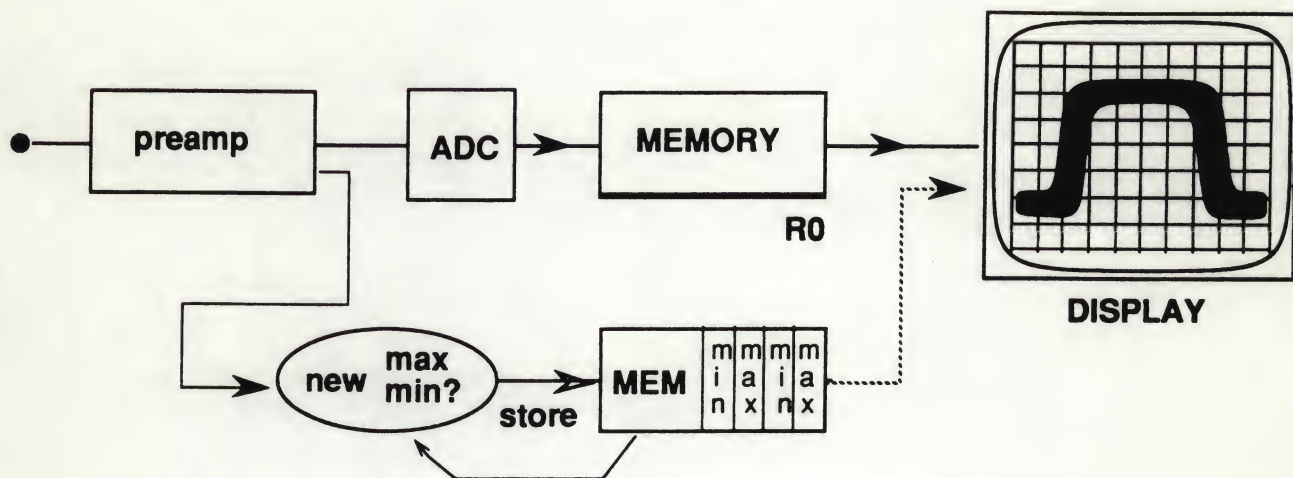 preamp
ADC
MEMORY
R0
DISPLAY
new max
min?
store
MEM
min
max
min
max